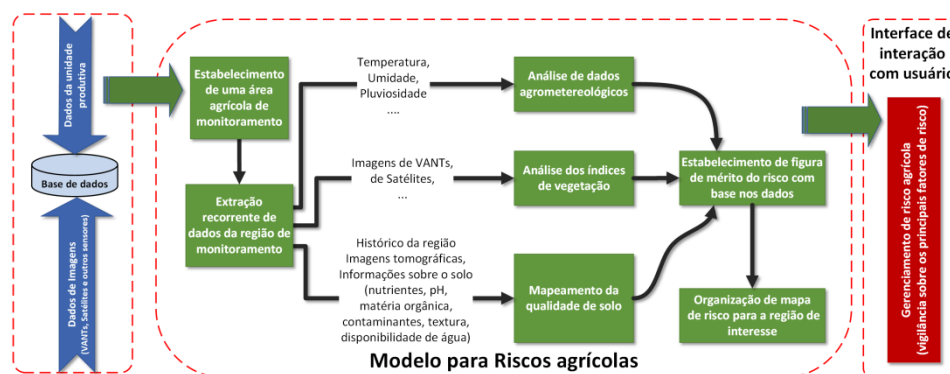 Dados da unidade
produtiva
Base de dados
Dados de Imagens
(VANTs, Satélites e outros sensores)
Estabelecimento
de uma área
agrícola de
monitoramento
Extração
recorrente de
dados da região de
monitoramento
Temperatura,
Umidade,
Pluviosidade
....
Imagens de VANTs,
de Satélites,
...
Histórico da região
Imagens tomográficas,
Informações sobre o solo
(nutrientes, pH,
matéria orgânica,
contaminantes, textura,
disponibilidade de água)
Análise de dados
agrometereológicos
Análise dos índices
de vegetação
Mapeamento da
qualidade de solo
Estabelecimento de figura
de mérito do risco com
base nos dados
Organização de mapa
de risco para a região de
interesse
Modelo para Riscos agrícolas
Interface de
interação
com usuário
Gerenciamento de risco agrícola
(vigilância sobre os principais fatores de risco)